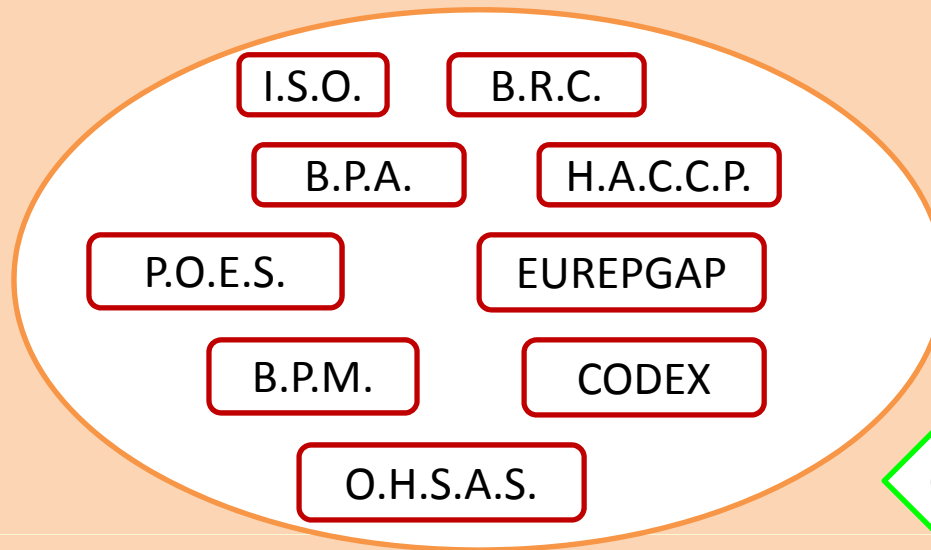 I.S.O.
B.R.C.
B.P.A.
H.A.C.C.P.
P.O.E.S.
EUREPGAP
B.P.M.
CODEX
O.H.S.A.S.